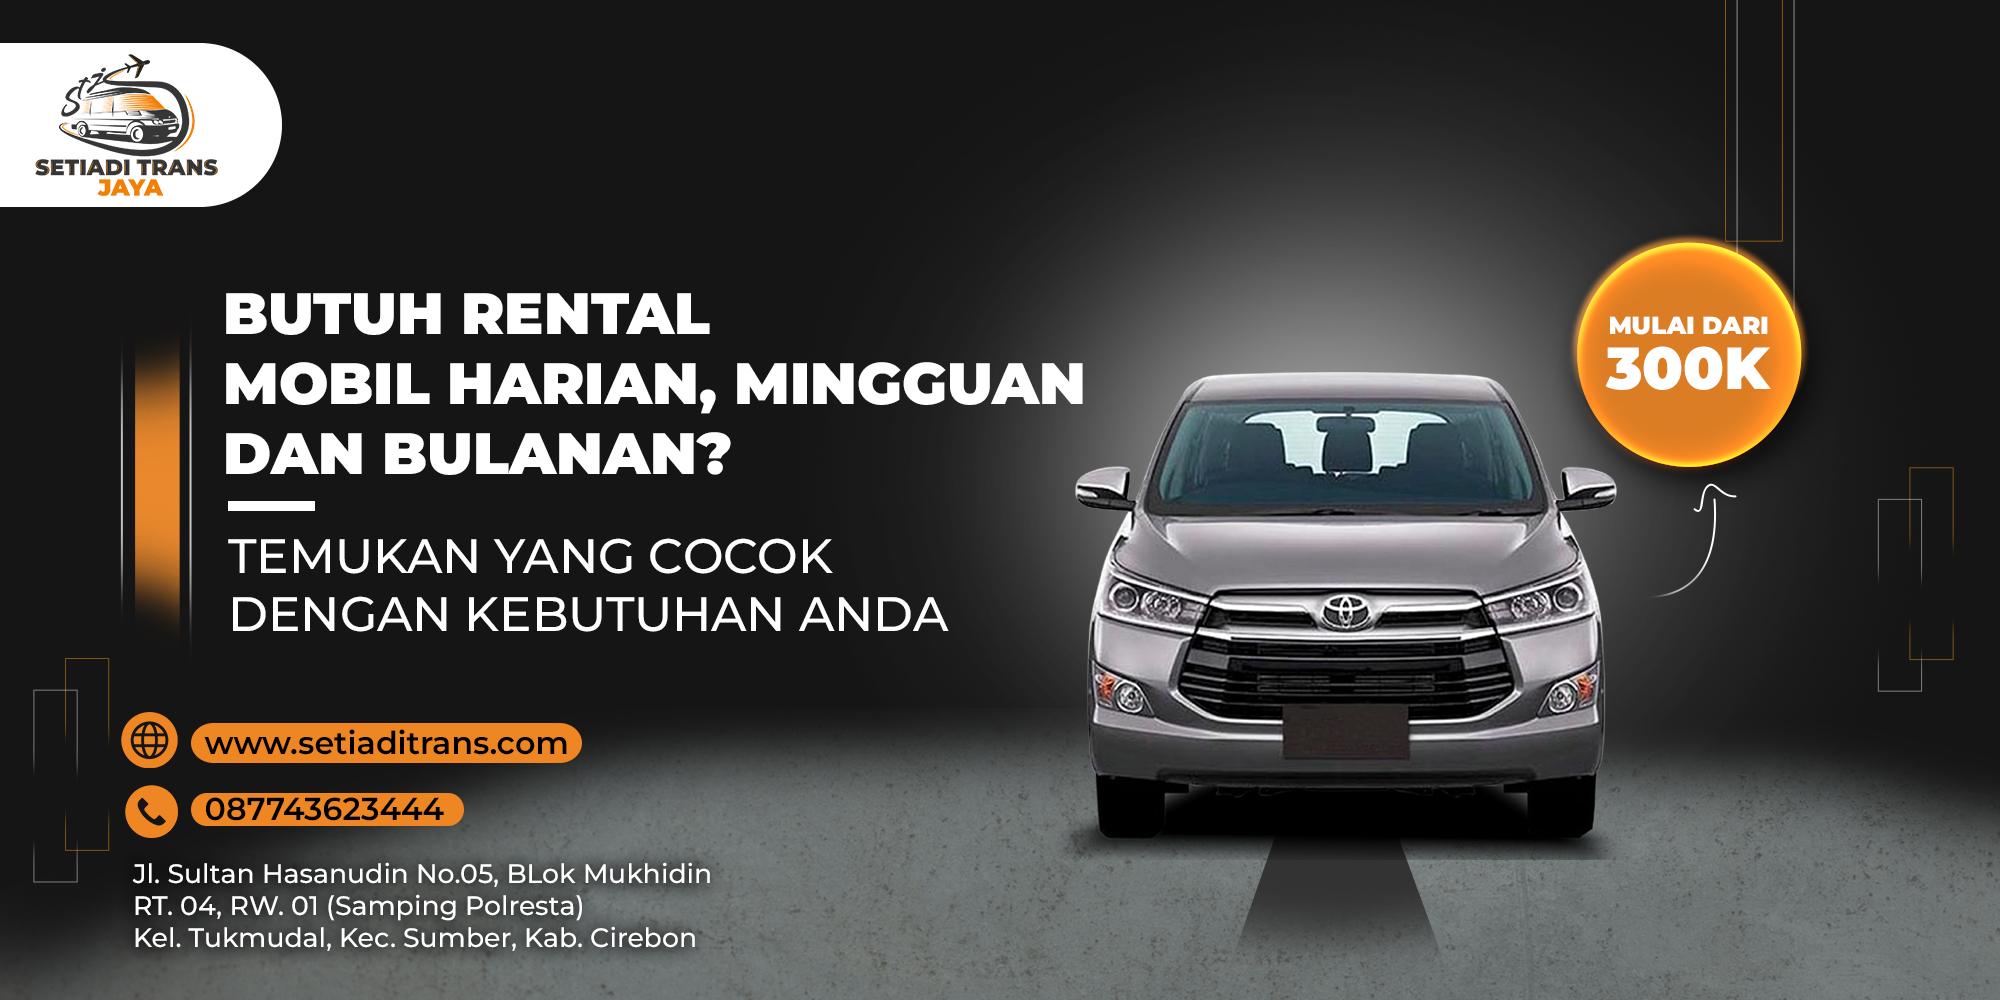 Stj
SETIADI TRANS
JAYA
BUTUH RENTAL
MOBIL HARIAN, MINGGUAN
DAN BULANAN?
TEMUKAN YANG COCOK
DENGAN KEBUTUHAN ANDA
MULAI DARI
300K
www.setiaditrans.com
087743623444
Jl. Sultan Hasanudin No.05, BLok Mukhidin
RT. 04, RW. 01 (Samping Polresta)
Kel. Tukmudal, Kec. Sumber, Kab. Cirebon